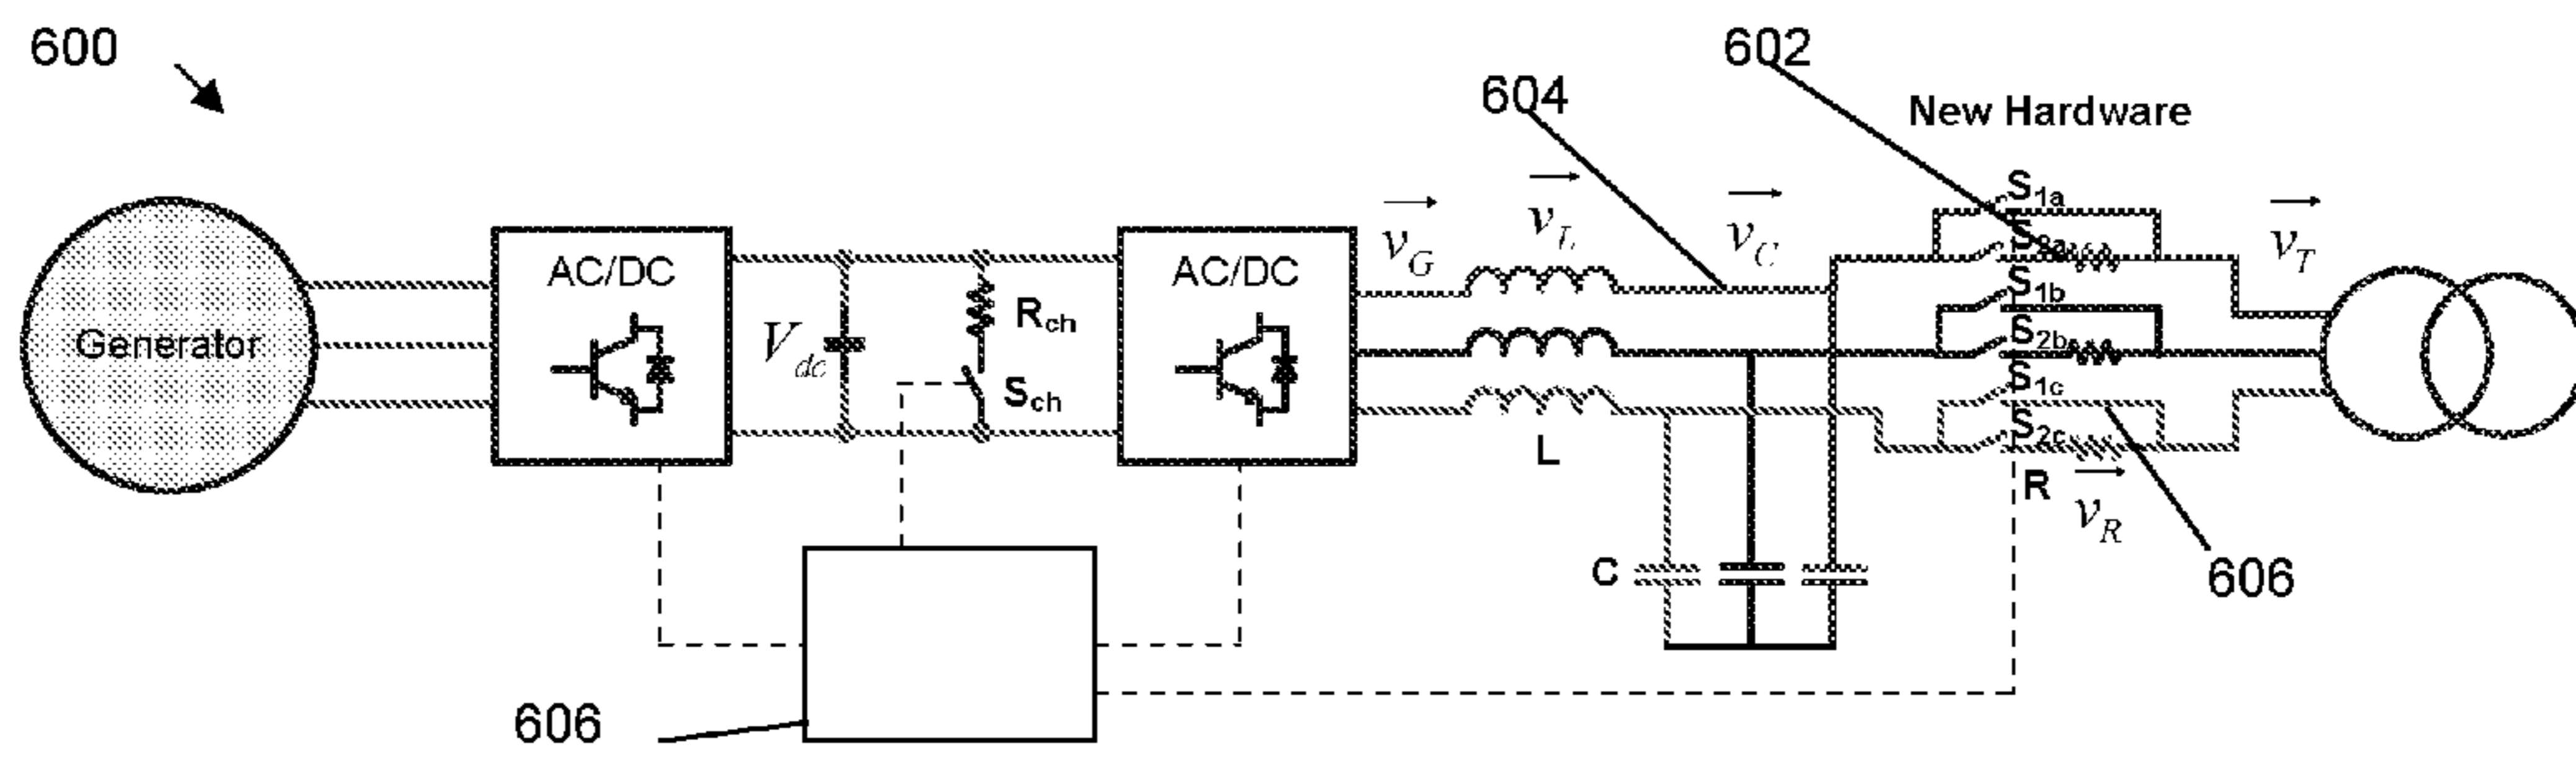 600
602
604
New Hardware
S1a
S2a
S1b
S2b
S1c
S2c
vG
vL
vC
vT
AC/DC
AC/DC
Generator
Vdc
Rch
Sch
L
R
vR
C
606
606